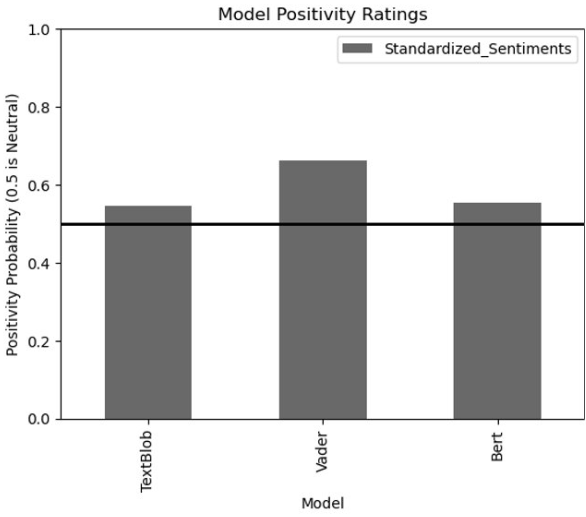 Model Positivity Ratings
Standardized_Sentiments
Positivity Probability (0.5 is Neutral)
1.0
0.8
0.6
0.4
0.2
0.0
TextBlob
Vader
Bert
Model